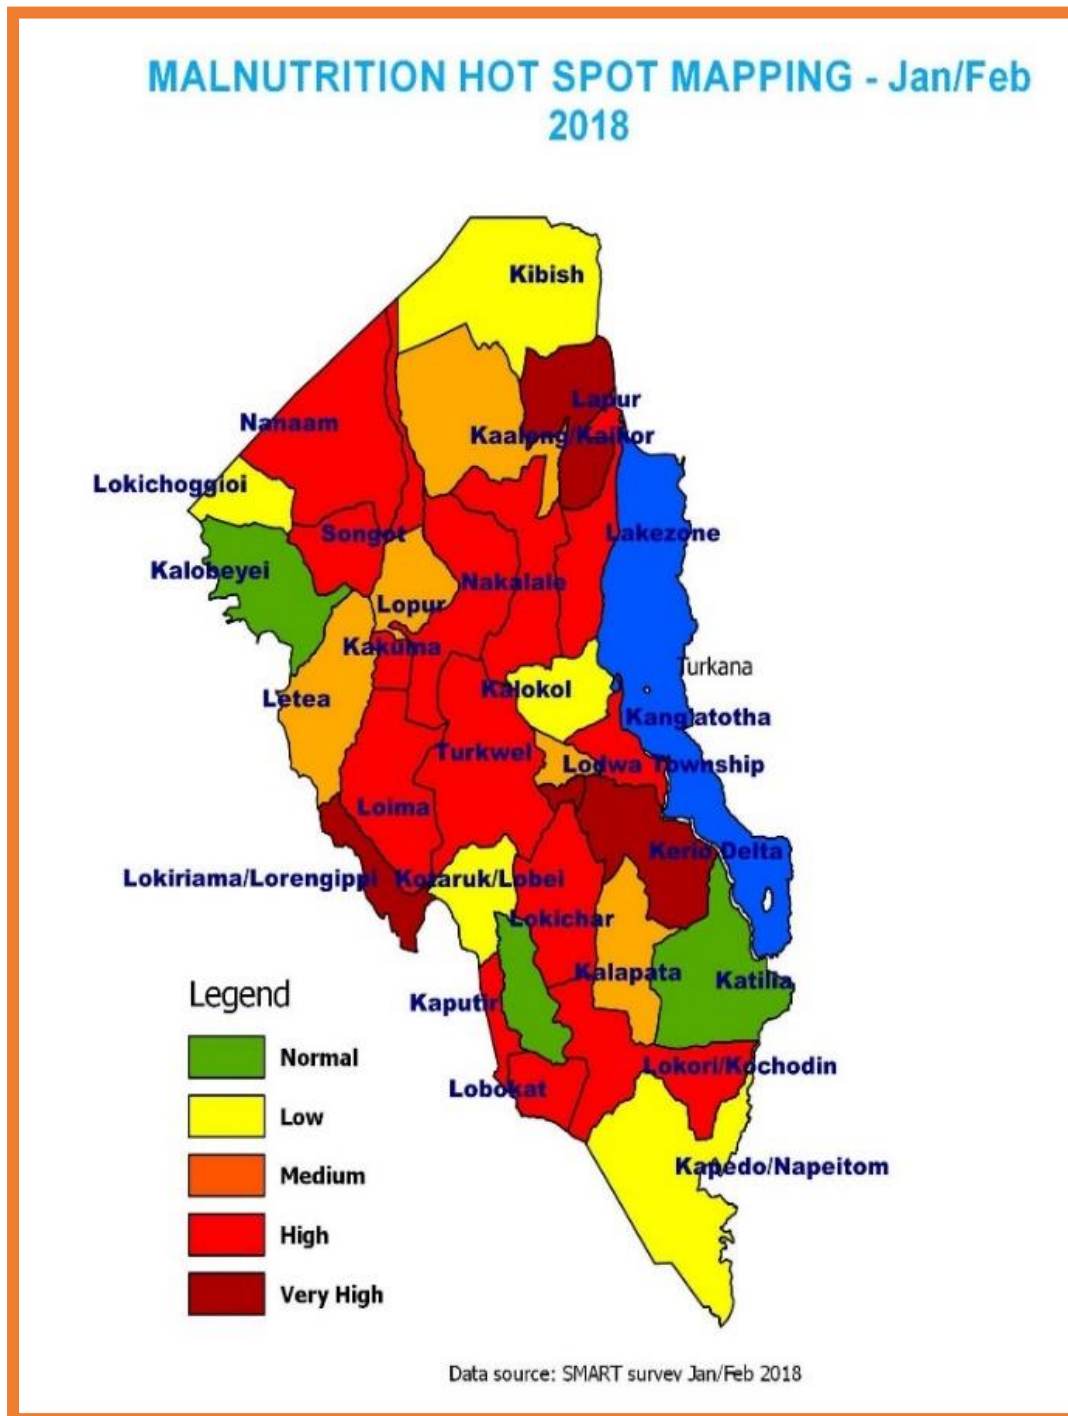 MALNUTRITION HOT SPOT MAPPING - Jan/Feb
2018
Kibish
Lapur
Nanaam
Kaaleng/Kaikor
Lokichoggioi
Songot
Lakezone
Kalobeyei
Nakalale
Lopur
Kakuma
Turkana
Letea
Kalokol
Kanglatotha
Turkwel
Lodwa Township
Loima
Kerio Delta
Lokiriama/Lorengippi
Kotaruk/Lobei
Lokichar
Kalapata
Katilia
Legend
Kaputir
Normal
Lokori/Kochodin
Lobokat
Low
Kapedo/Napeitom
Medium
High
Very High
Data source: SMART survev Jan/Feb 2018